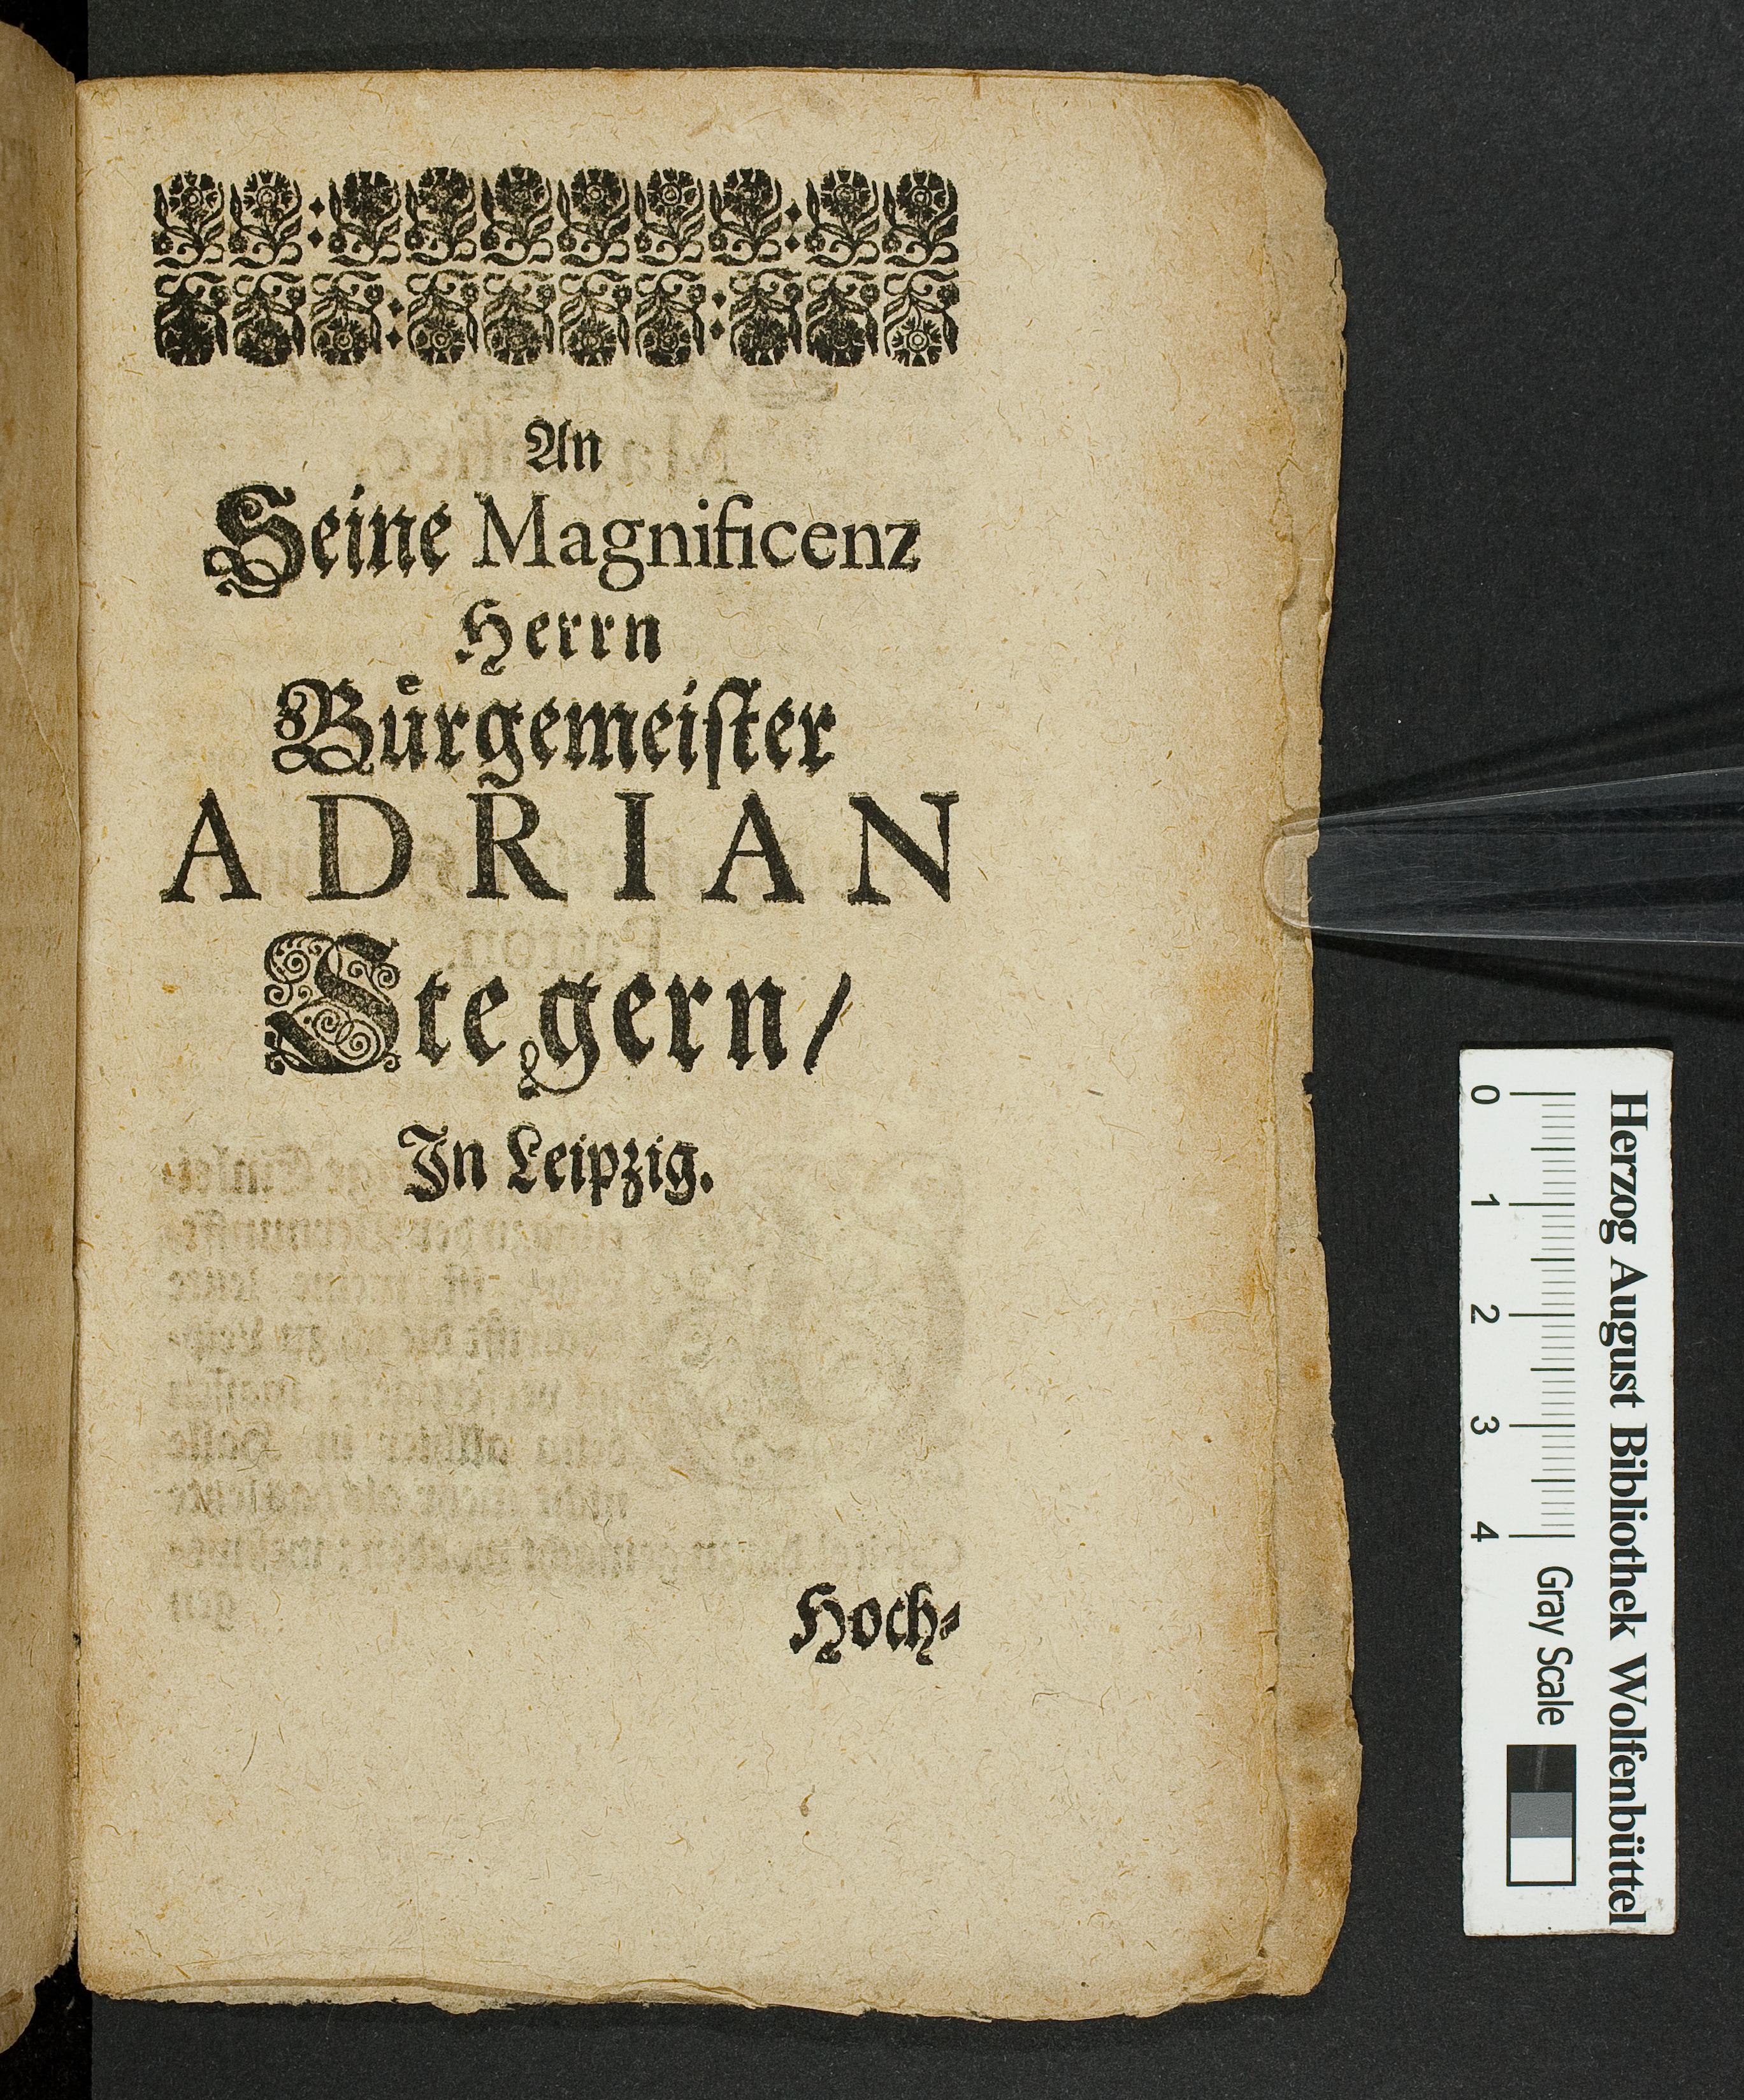 An
Seine Magnificenz
Herrn
Bürgemeiſter
ADRIAN
Stegern/
In Leipzig.
Hoch⸗
Herzog August Bibliothek Wolfenbüttel
0 1 2 3 4 Gray Scale